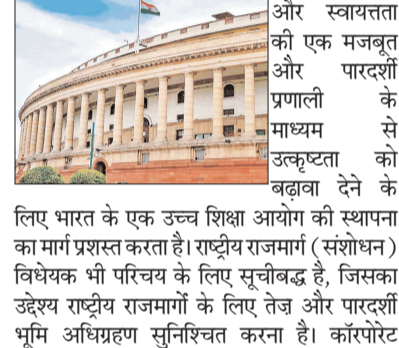 और स्वायत्तता
की एक मजबूत
और पारदर्शी
प्रणाली के
माध्यम से
उत्कृष्टता को
बढ़ावा देने के
लिए भारत के एक उच्च शिक्षा आयोग की स्थापना
का मार्ग प्रशस्त करता है। राष्ट्रीय राजमार्ग (संशोधन)
विधेयक भी परिचय के लिए सूचीबद्ध है, जिसका
उद्देश्य राष्ट्रीय राजमार्गों के लिए तेज़ और पारदर्शी
भूमि अधिग्रहण सुनिश्चित करना है। कॉरपोरेट